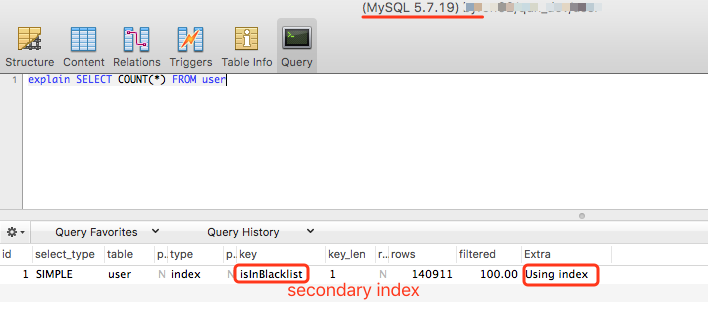 (MySQL 5.7.19)
Structure Content Relations Triggers Table Info Query
1 explain SELECT COUNT(*) FROM user
Query Favorites Query History
id select_type table p.. type p.. key key_len r... rows filtered Extra
1 SIMPLE user N index N isInBlacklist 1 N 140911 100.00 Using index
secondary index